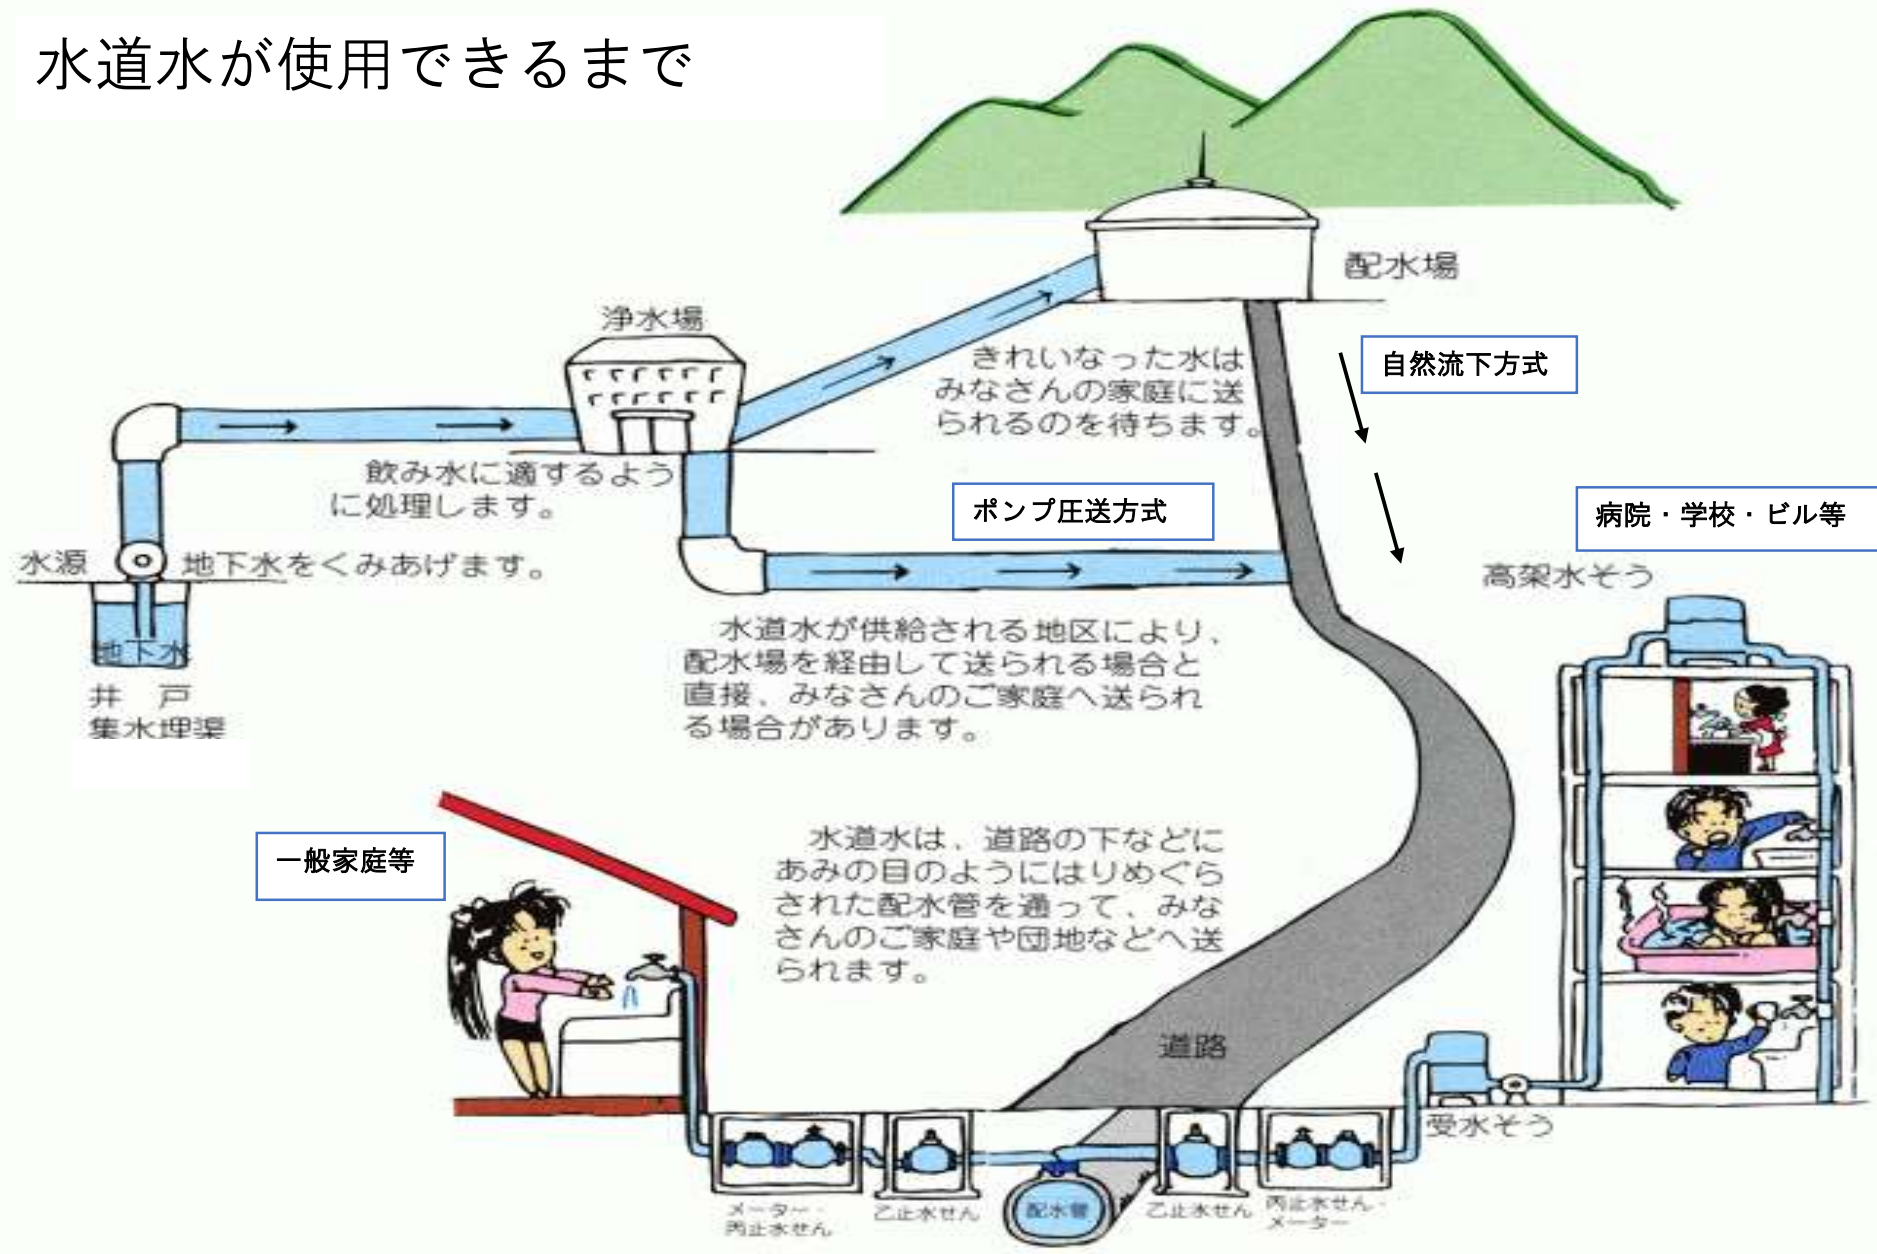 水道水が使用できるまで
配水場
浄水場
自然流下方式
きれいなった水は
みなさんの家庭に送
られるのを待ちます。
飲み水に適するよう
に処理します。
ポンプ圧送方式
病院・学校・ビル等
水源
地下水をくみあげます。
高架水そう
地下水
井　戸
集水埋渠
水道水が供給される地区により、
配水場を経由して送られる場合と
直接、みなさんのご家庭へ送られ
る場合があります。
一般家庭等
水道水は、道路の下などに
あみの目のようにはりめぐら
された配水管を通って、みな
さんのご家庭や団地などへ送
られます。
道路
受水そう
メーター・
丙止水せん
乙止水せん
配水管
乙止水せん
丙止水せん・
メーター